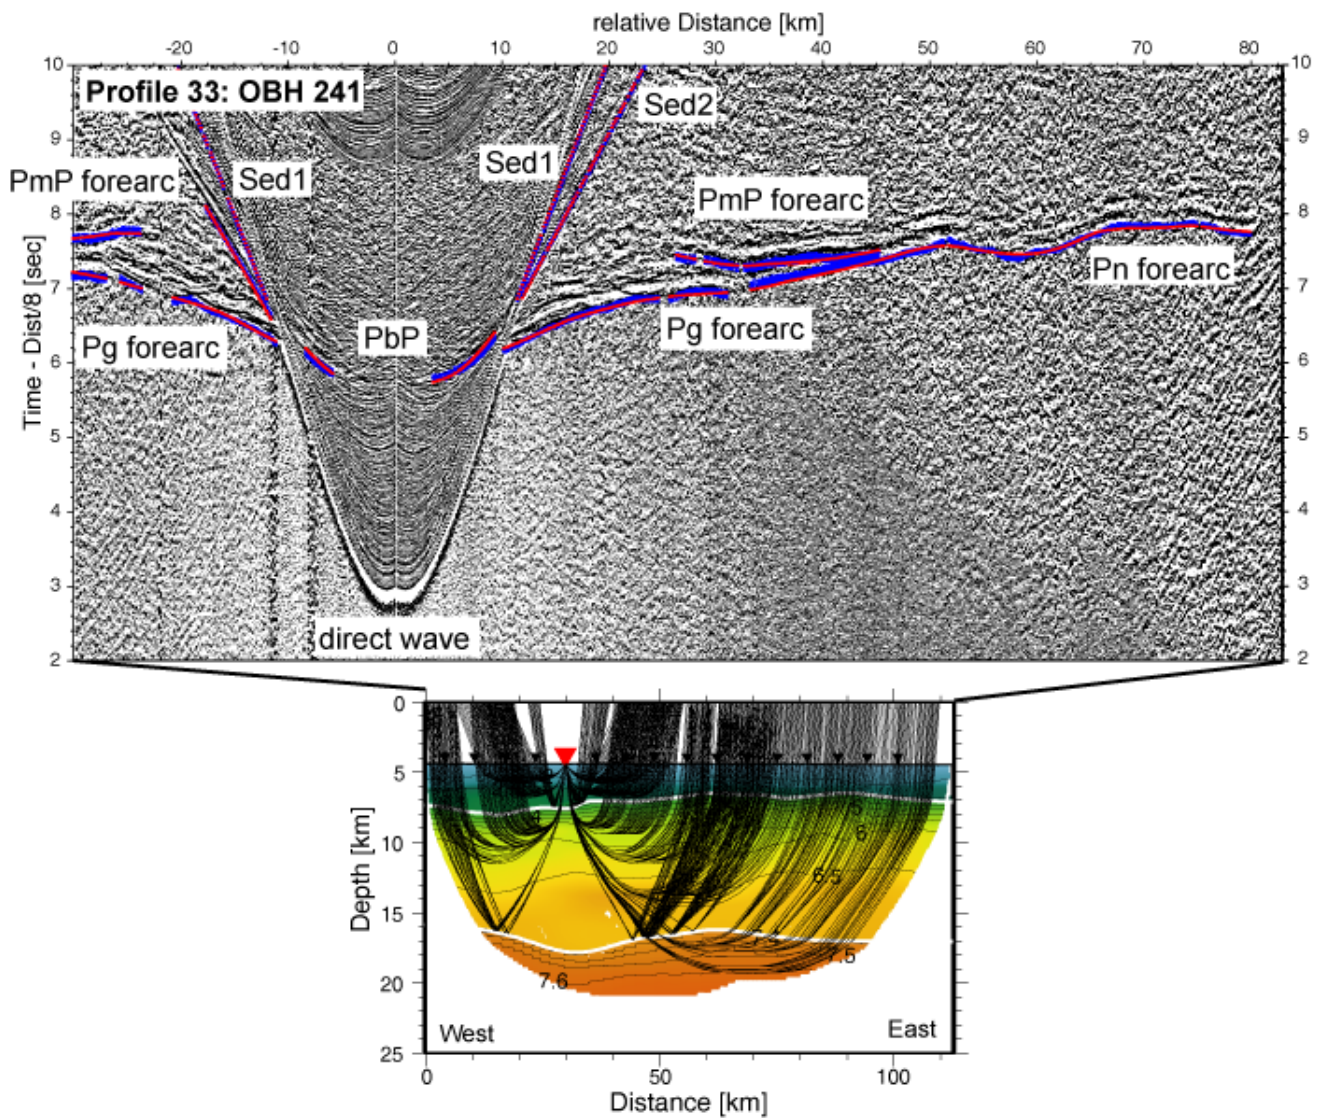 relative Distance [km]
-20 -10 0 10 20 30 40 50 60 70 80
10 10
Profile 33: OBH 241
Sed2
9 9
Sed1 Sed1
PmP forearc
PmP forearc
8 8
Pn forearc
7 7
Pg forearc PbP Pg forearc
6 6
Time - Dist/8 [sec]
5 5
4 4
3 3
direct wave
2 2
0
5
5
4
6
10
6.5
15
7.5
7.6
20
West East
25
Depth [km]
0 50 100
Distance [km]